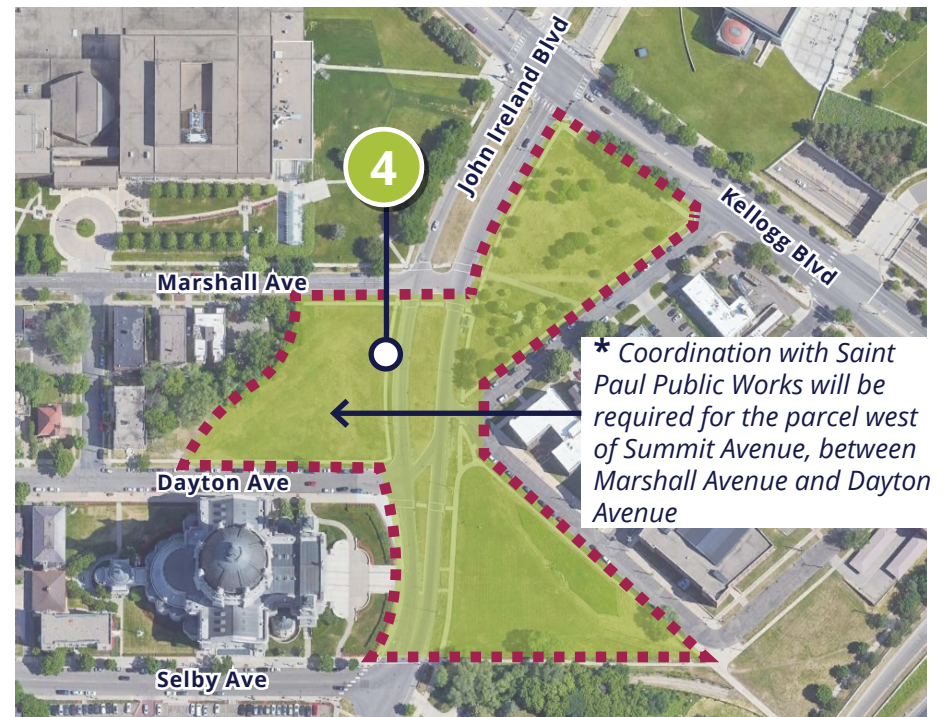 John Ireland Blvd
4
Kellogg Blvd
Marshall Ave
* Coordination with Saint
Paul Public Works will be
required for the parcel west
of Summit Avenue, between
Marshall Avenue and Dayton
Avenue
Dayton Ave
Selby Ave